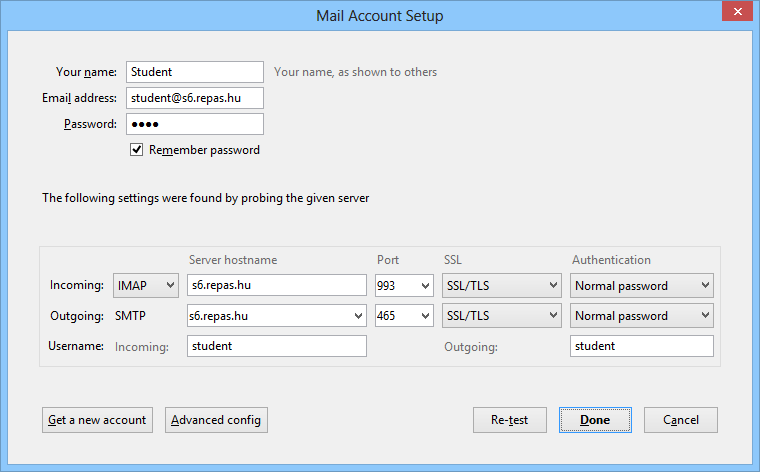 Mail Account Setup
Your name: Student Your name, as shown to others
Email address: student@s6.repas.hu
Password: ●●●●
Remember password
The following settings were found by probing the given server
Server hostname Port SSL Authentication
Incoming: IMAP s6.repas.hu 993 SSL/TLS Normal password
Outgoing: SMTP s6.repas.hu 465 SSL/TLS Normal password
Username: Incoming: student Outgoing: student
Get a new account Advanced config Re-test Done Cancel